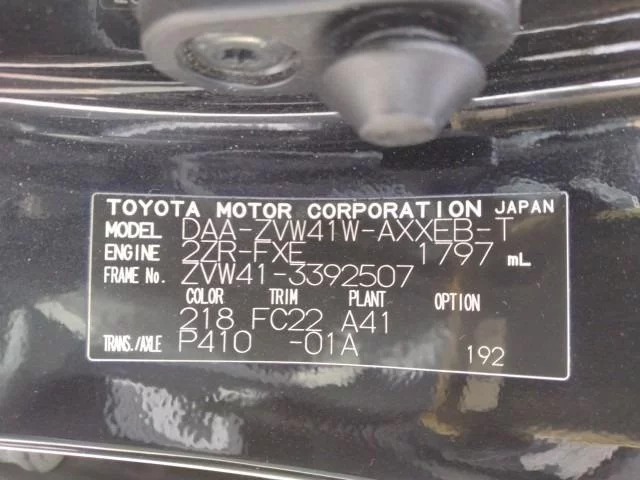 TOYOTA MOTOR CORPORATION JAPAN
MODEL DAA-ZVW41W-AXXEB-T
ENGINE 2ZR-FXE 1797 mL
FRAME No. ZVW41-3392507
COLOR TRIM PLANT OPTION
218 FC22 A41
TRANS./AXLE P410 -01A 192